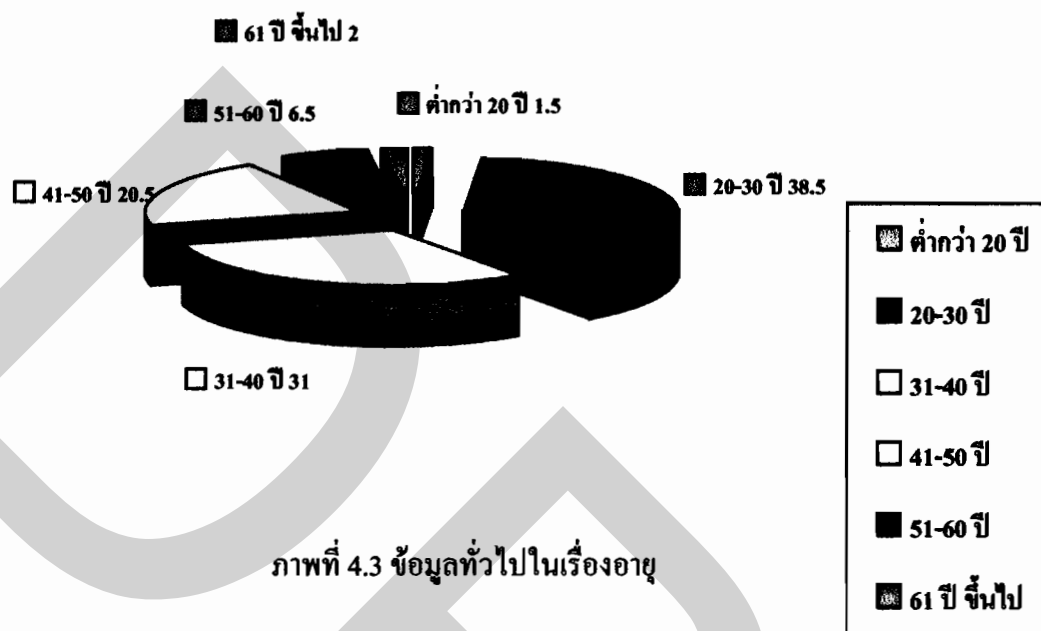 61 ปี ขึ้นไป 2
51-60 ปี 6.5
ต่ำกว่า 20 ปี 1.5
41-50 ปี 20.5
20-30 ปี 38.5
31-40 ปี 31
ต่ำกว่า 20 ปี
20-30 ปี
31-40 ปี
41-50 ปี
51-60 ปี
61 ปี ขึ้นไป
ภาพที่ 4.3 ข้อมูลทั่วไปในเรื่องอายุ